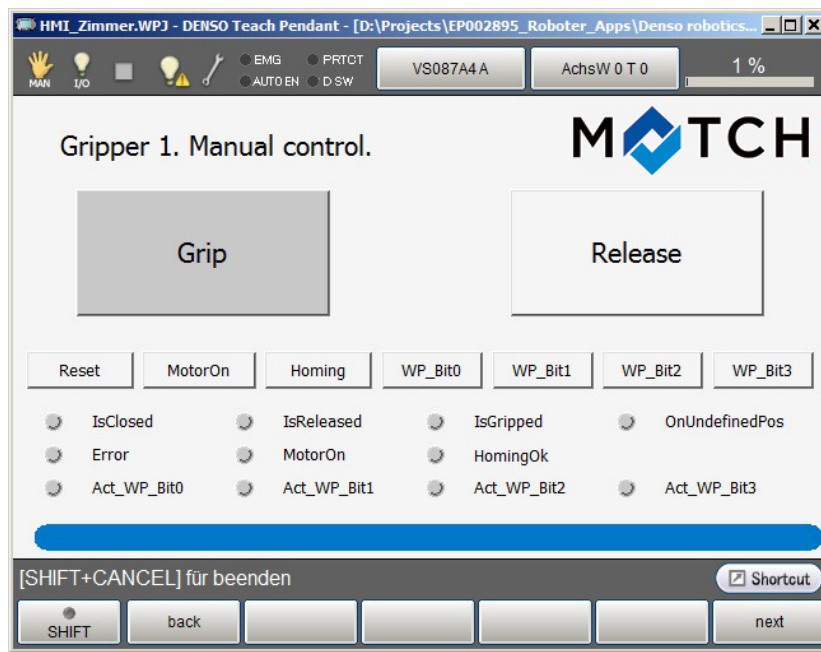 HMI_Zimmer.WPJ - DENSO Teach Pendant - [D:\Projects\EP002895_Roboter_Apps\Denso robotics...
MAN I/O EMG PRTCT VS087A4 A AchsW 0 T 0 1 %
AUTO EN D SW
Gripper 1. Manual control. MATCH
Grip Release
Reset MotorOn Homing WP_Bit0 WP_Bit1 WP_Bit2 WP_Bit3
IsClosed IsReleased IsGripped OnUndefinedPos
Error MotorOn HomingOk
Act_WP_Bit0 Act_WP_Bit1 Act_WP_Bit2 Act_WP_Bit3
[SHIFT+CANCEL] für beenden Shortcut
SHIFT back next